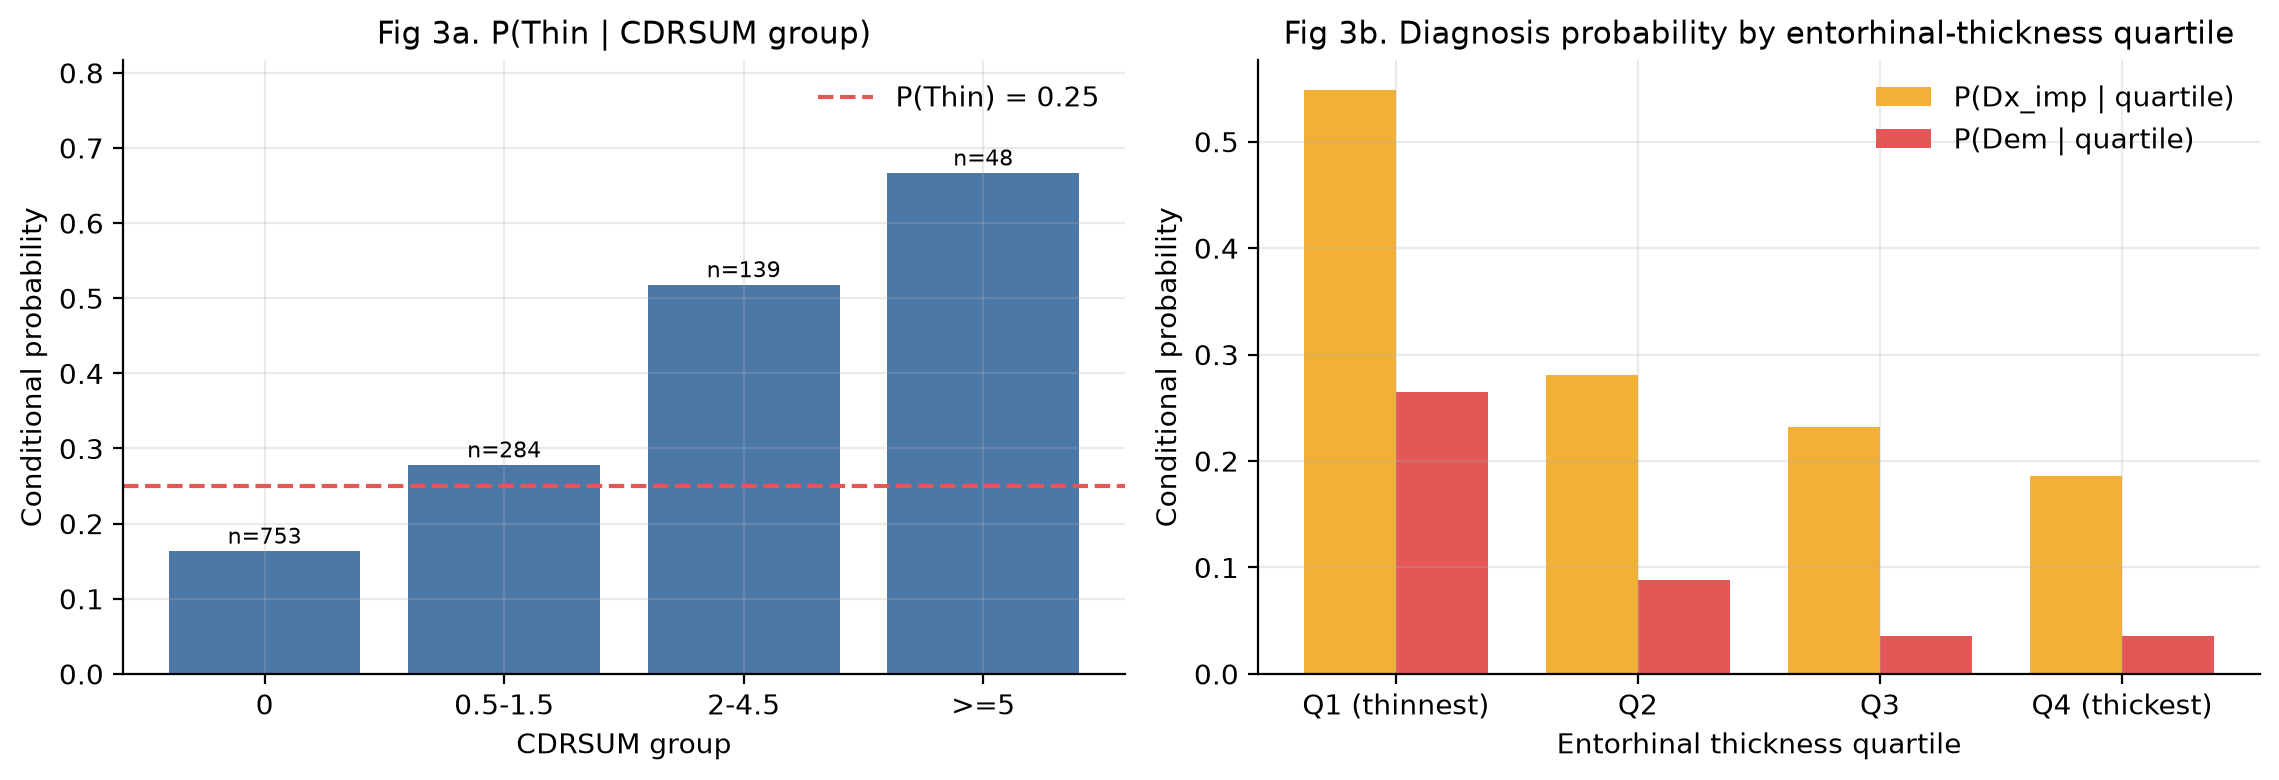 Fig 3a. P(Thin | CDRSUM group)
Conditional probability
0.8
0.7
0.6
0.5
0.4
0.3
0.2
0.1
0.0
P(Thin) = 0.25
n=753
n=284
n=139
n=48
0
0.5-1.5
2-4.5
>=5
CDRSUM group
Fig 3b. Diagnosis probability by entorhinal-thickness quartile
Conditional probability
0.5
0.4
0.3
0.2
0.1
0.0
P(Dx_imp | quartile)
P(Dem | quartile)
Q1 (thinnest)
Q2
Q3
Q4 (thickest)
Entorhinal thickness quartile